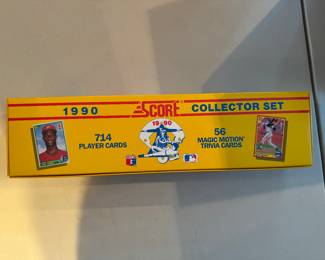 1990 SCORE COLLECTOR SET
1990
714
PLAYER CARDS
56
MAGIC MOTION
TRIVIA CARDS